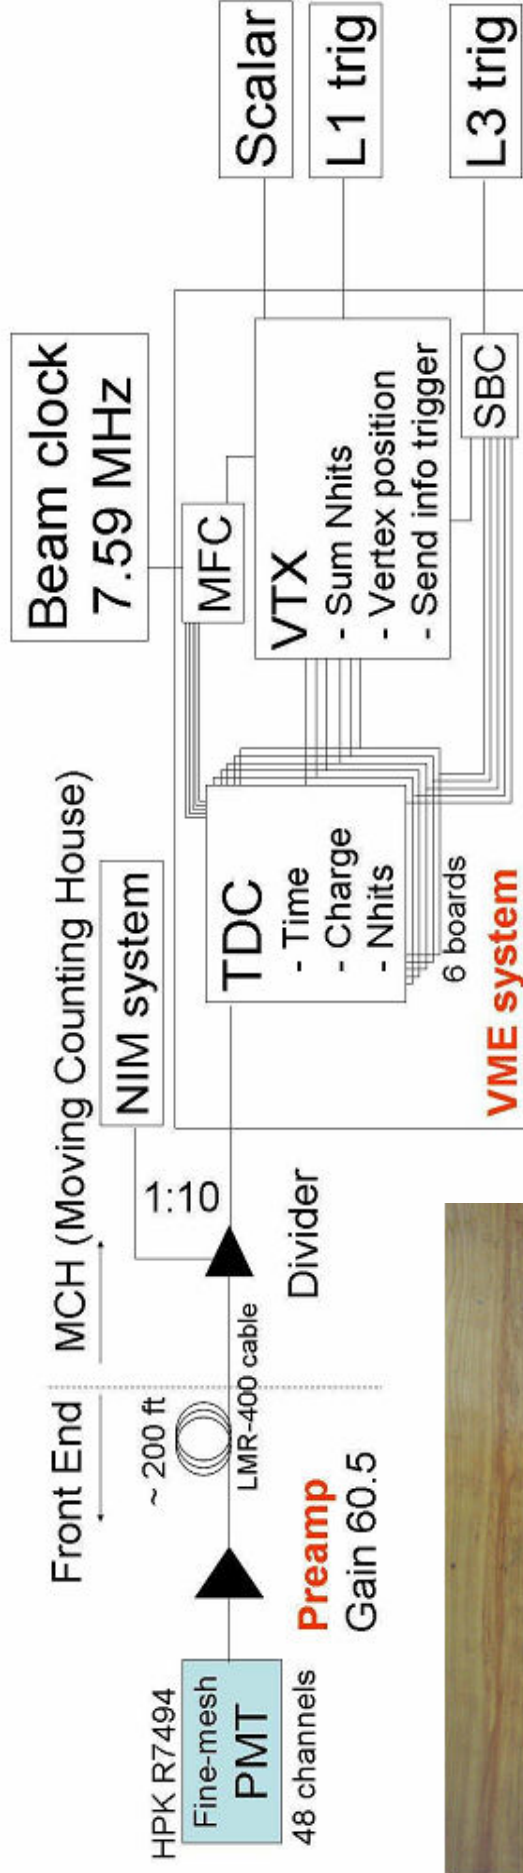 Front End
MCH (Moving Counting House)
HPK R7494
Fine-mesh
PMT
48 channels
Preamp
Gain 60.5
~ 200 ft
LMR-400 cable
1:10
Divider
NIM system
TDC
- Time
- Charge
- Nhits
6 boards
VME system
Beam clock
7.59 MHz
MFC
VTX
- Sum Nhits
- Vertex position
- Send info trigger
SBC
Scalar
L1 trig
L3 trig